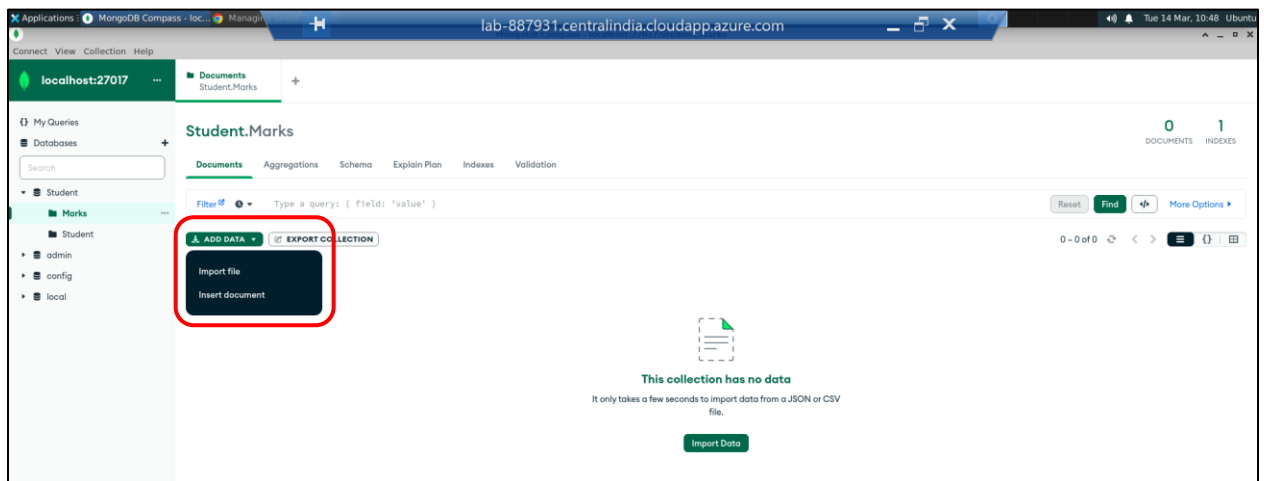 Applications MongoDB Compass - loc... Managi
lab-887931.centralindia.cloudapp.azure.com
Tue 14 Mar, 10:48 Ubuntu
Connect View Collection Help
localhost:27017 ...
Documents
Student.Marks
+
{} My Queries
Databases +
Search
Student
Marks ...
Student
admin
config
local
Student.Marks
0
DOCUMENTS
1
INDEXES
Documents Aggregations Schema Explain Plan Indexes Validation
Filter Type a query: { field: 'value' }
Reset Find </> More Options
ADD DATA EXPORT COLLECTION
0 - 0 of 0 {}
Import file
Insert document
This collection has no data
It only takes a few seconds to import data from a JSON or CSV
file.
Import Data